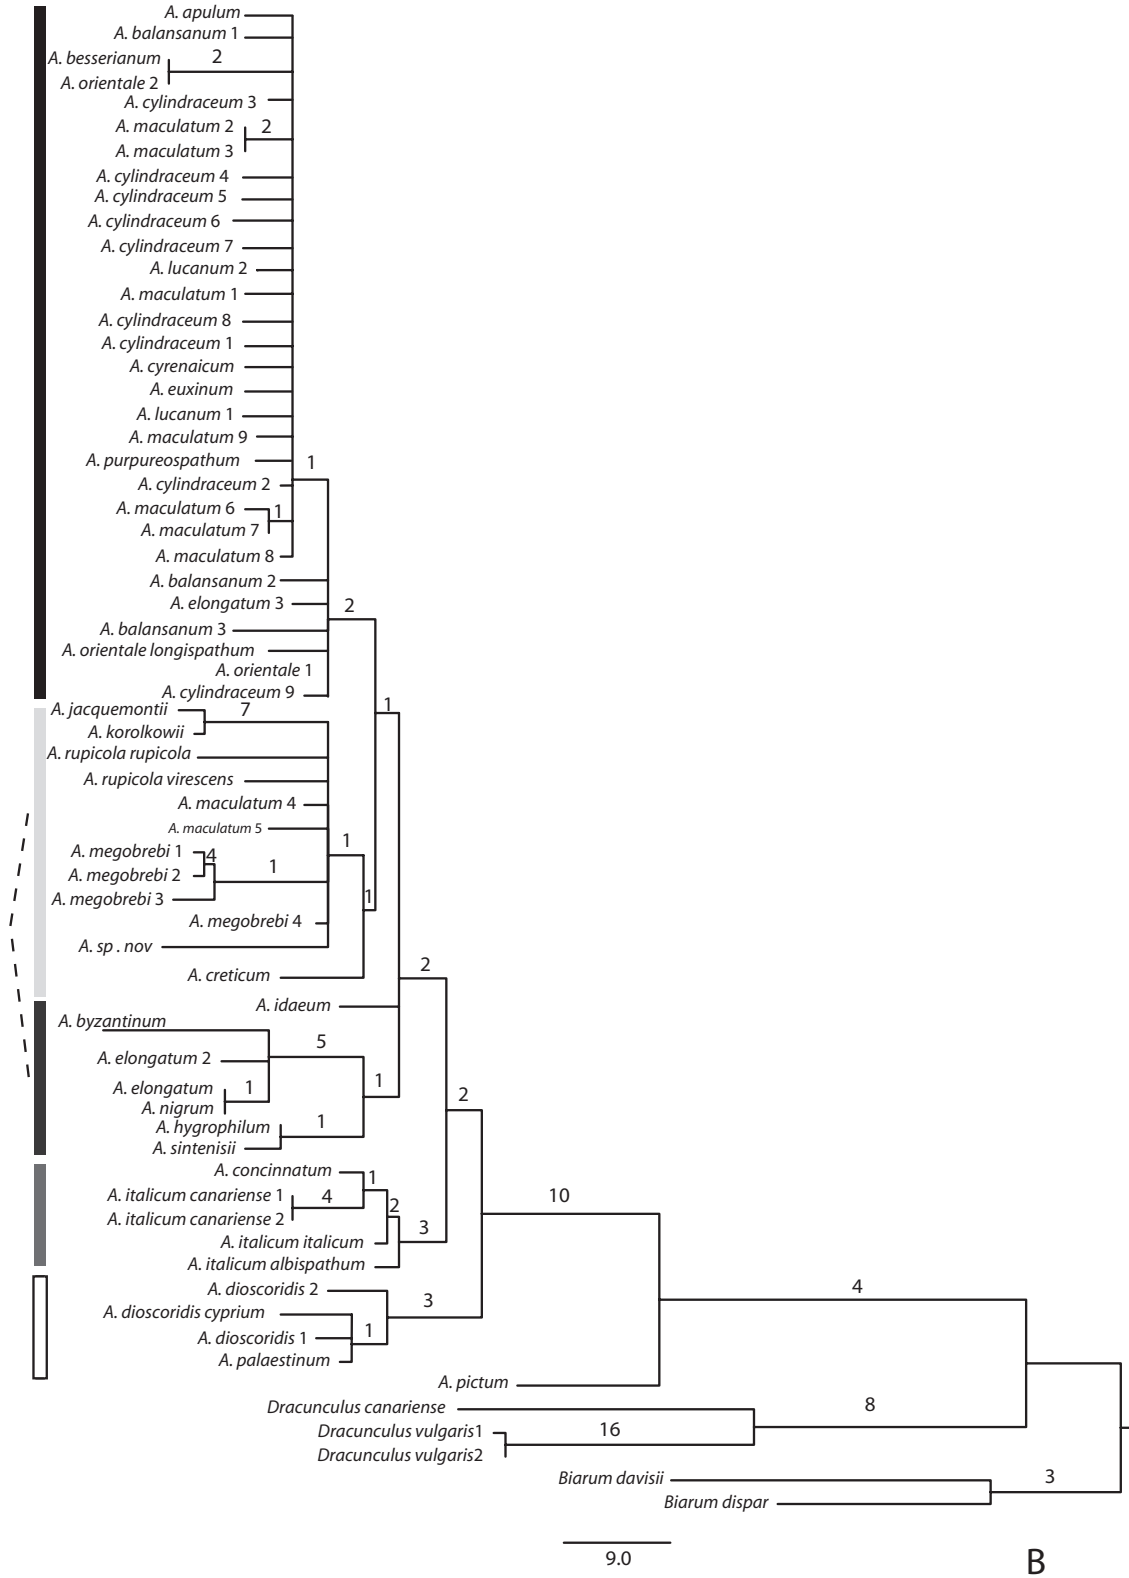 A. apulum
A. balansanum 1
A. besserianum
2
A. orientale 2
A. cylindraceum 3
A. maculatum 2
2
A. maculatum 3
A. cylindraceum 4
A. cylindraceum 5
A. cylindraceum 6
A. cylindraceum 7
A. lucanum 2
A. maculatum 1
A. cylindraceum 8
A. cylindraceum 1
A. cyrenaicum
A. euxinum
A. lucanum 1
A. maculatum 9
A. purpureospathum
1
A. cylindraceum 2
A. maculatum 6
1
A. maculatum 7
A. maculatum 8
A. balansanum 2
A. elongatum 3
2
A. balansanum 3
A. orientale longispathum
A. orientale 1
A. cylindraceum 9
1
A. jacquemontii
7
A. korolkowii
A. rupicola rupicola
A. rupicola virescens
A. maculatum 4
A. maculatum 5
1
A. megobrebi 1
4
1
A. megobrebi 2
A. megobrebi 3
1
A. megobrebi 4
A. sp . nov
2
A. creticum
A. idaeum
A. byzantinum
5
A. elongatum 2
1
A. elongatum
1
2
A. nigrum
A. hygrophilum
1
A. sintenisii
A. concinnatum
1
A. italicum canariense 1
4
2
10
A. italicum canariense 2
3
A. italicum italicum
A. italicum albispathum
A. dioscoridis 2
3
4
A. dioscoridis cyprium
A. dioscoridis 1
1
A. palaestinum
A. pictum
Dracunculus canariense
8
Dracunculus vulgaris1
16
Dracunculus vulgaris2
Biarum davisii
3
Biarum dispar
9.0
B